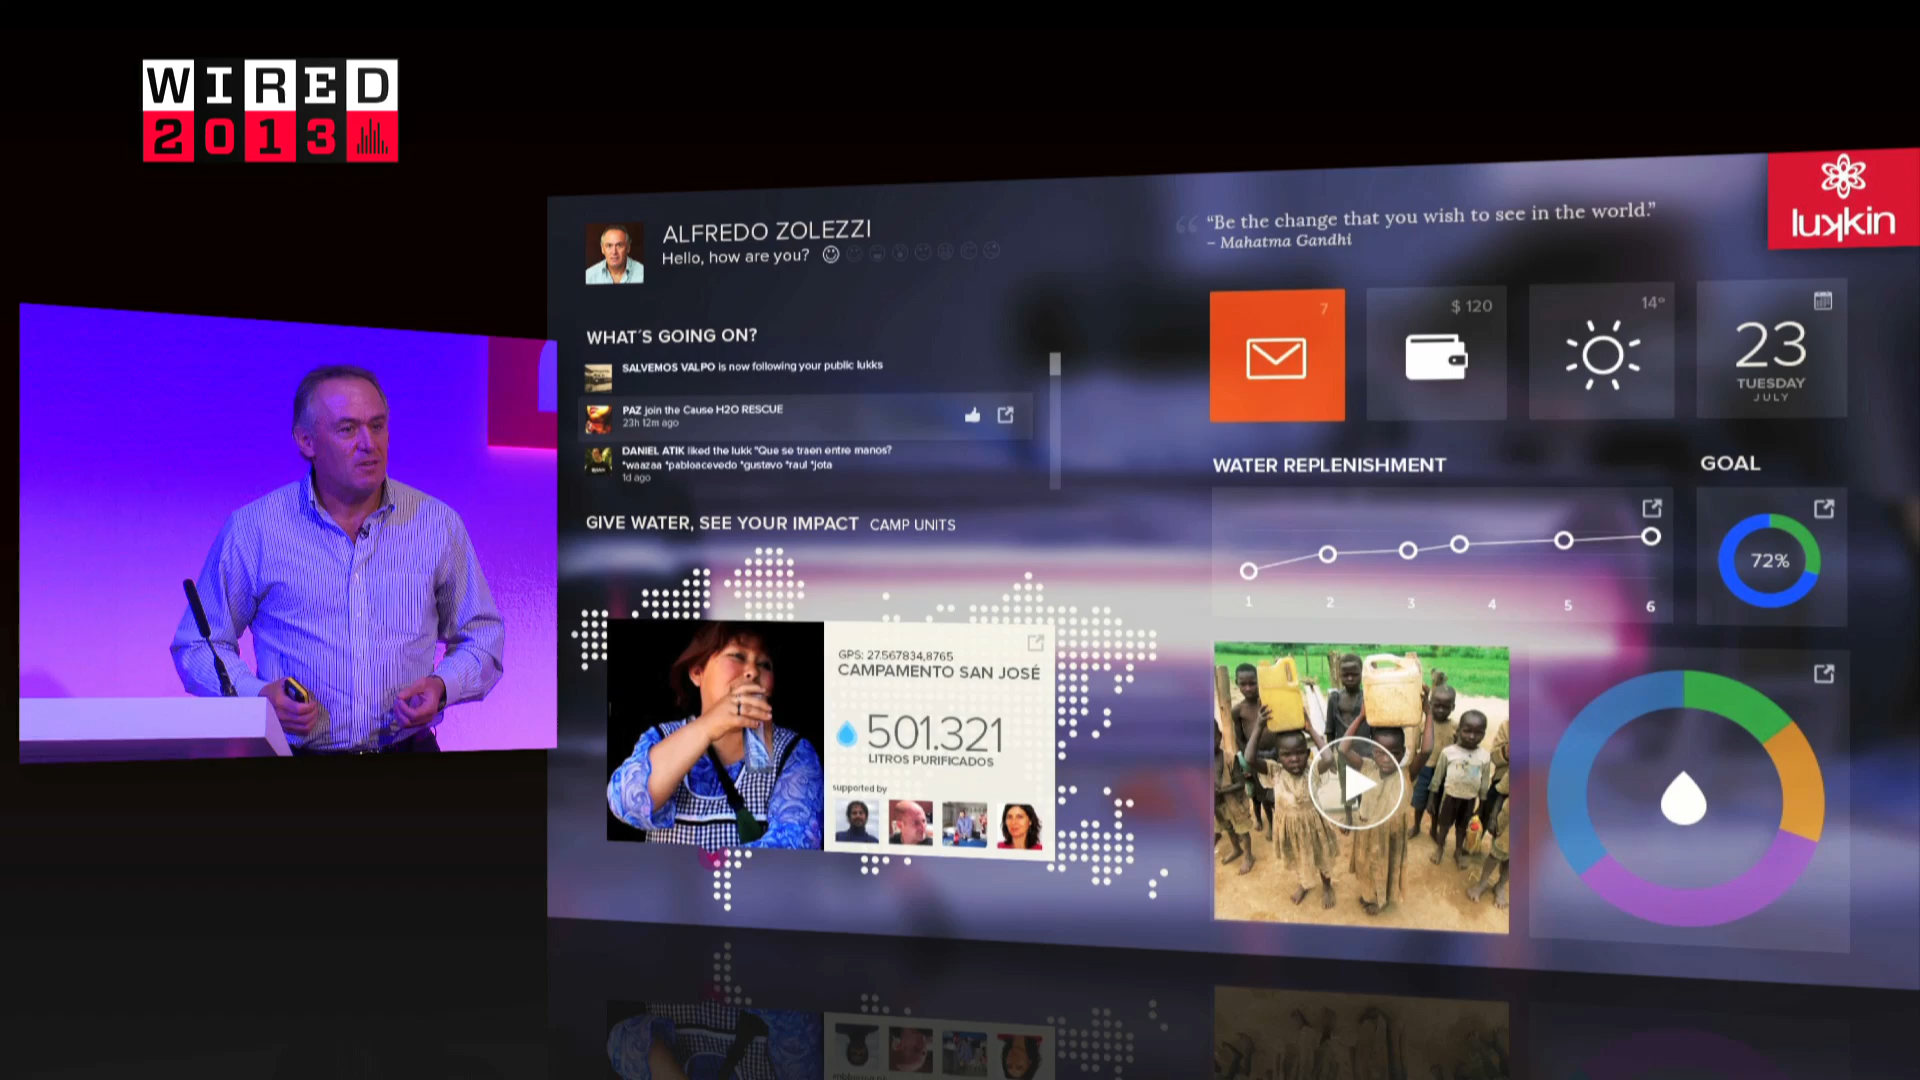 WIRED
2013
lukkin
ALFREDO ZOLEZZI
Hello, how are you?
“Be the change that you wish to see in the world.”
– Mahatma Gandhi
WHAT´S GOING ON?
SALVEMOS VALPO is now following your public lukks
PAZ join the Cause H2O RESCUE
23h 12m ago
DANIEL ATIK liked the lukk "Que se traen entre manos?
*waazaa *pabloacevedo *gustavo *raul *jota
1d ago
7
$ 120
14º
23
TUESDAY
JULY
WATER REPLENISHMENT
GOAL
1 2 3 4 5 6
72%
GIVE WATER, SEE YOUR IMPACT CAMP UNITS
GPS: 27.567834,8765
CAMPAMENTO SAN JOSÉ
501.321
LITROS PURIFICADOS
supported by